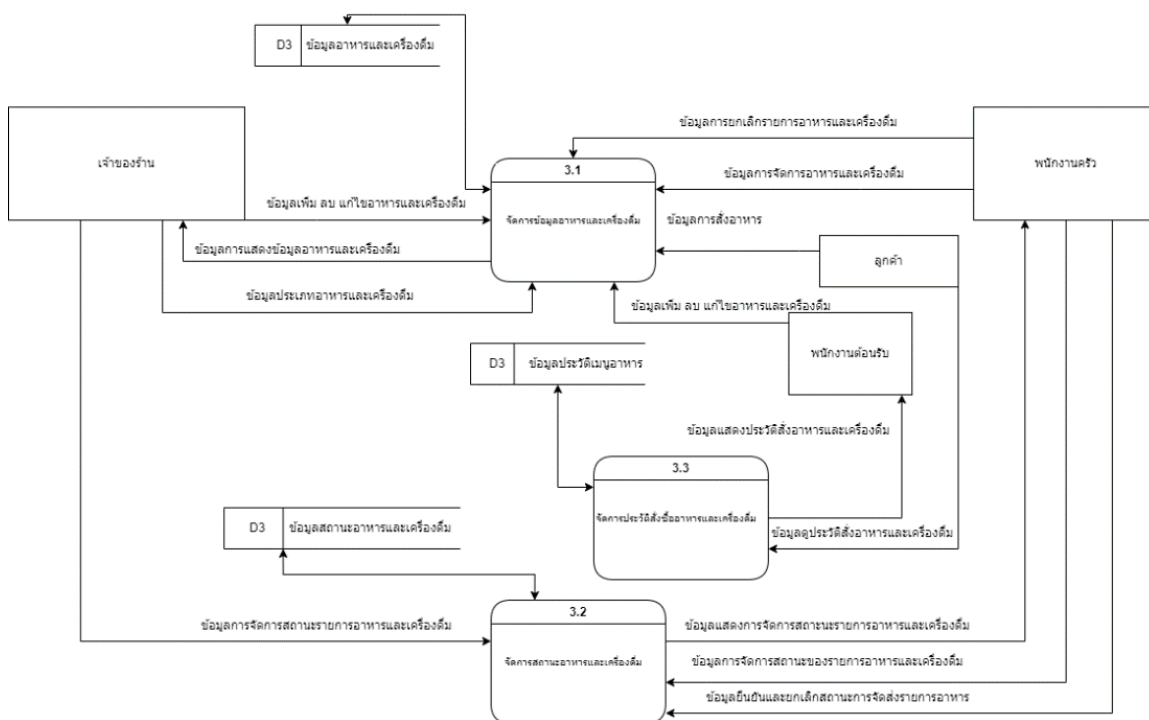 D3 ข้อมูลอาหารและเครื่องดื่ม
ข้อมูลการยกเลิกรายการอาหารและเครื่องดื่ม
เจ้าของร้าน
พนักงานครัว
3.1
ข้อมูลการจัดการอาหารและเครื่องดื่ม
ข้อมูลเพิ่ม ลบ แก้ไขอาหารและเครื่องดื่ม
จัดการข้อมูลอาหารและเครื่องดื่ม
ข้อมูลการสั่งอาหาร
ข้อมูลการแสดงข้อมูลอาหารและเครื่องดื่ม
ลูกค้า
ข้อมูลประเภทอาหารและเครื่องดื่ม
ข้อมูลเพิ่ม ลบ แก้ไขอาหารและเครื่องดื่ม
D3 ข้อมูลประวัติเมนูอาหาร
พนักงานต้อนรับ
ข้อมูลแสดงประวัติสั่งอาหารและเครื่องดื่ม
3.3
จัดการประวัติสั่งซื้ออาหารและเครื่องดื่ม
D3 ข้อมูลสถานะอาหารและเครื่องดื่ม
ข้อมูลดูประวัติสั่งอาหารและเครื่องดื่ม
3.2
ข้อมูลการจัดการสถานะรายการอาหารและเครื่องดื่ม
ข้อมูลแสดงการจัดการสถาะนะรายการอาหารและเครื่องดื่ม
จัดการสถานะอาหารและเครื่องดื่ม
ข้อมูลการจัดการสถานะของรายการอาหารและเครื่องดื่ม
ข้อมูลยืนยันและยกเลิกสถานะการจัดส่งรายการอาหาร